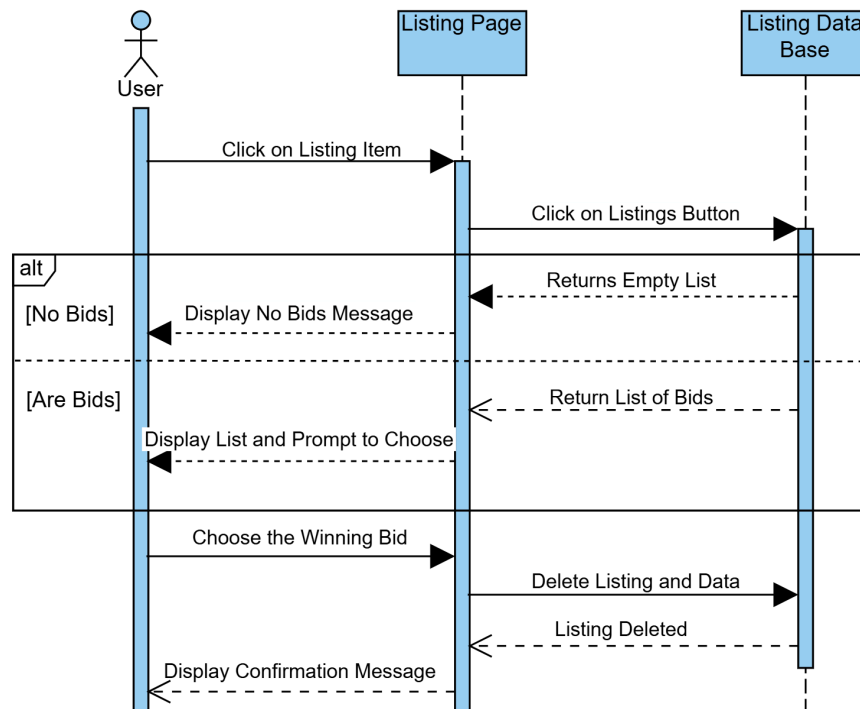 Listing Page
Listing Data
Base
User
Click on Listing Item
Click on Listings Button
alt
Returns Empty List
[No Bids]
Display No Bids Message
[Are Bids]
Return List of Bids
Display List and Prompt to Choose
Choose the Winning Bid
Delete Listing and Data
Listing Deleted
Display Confirmation Message